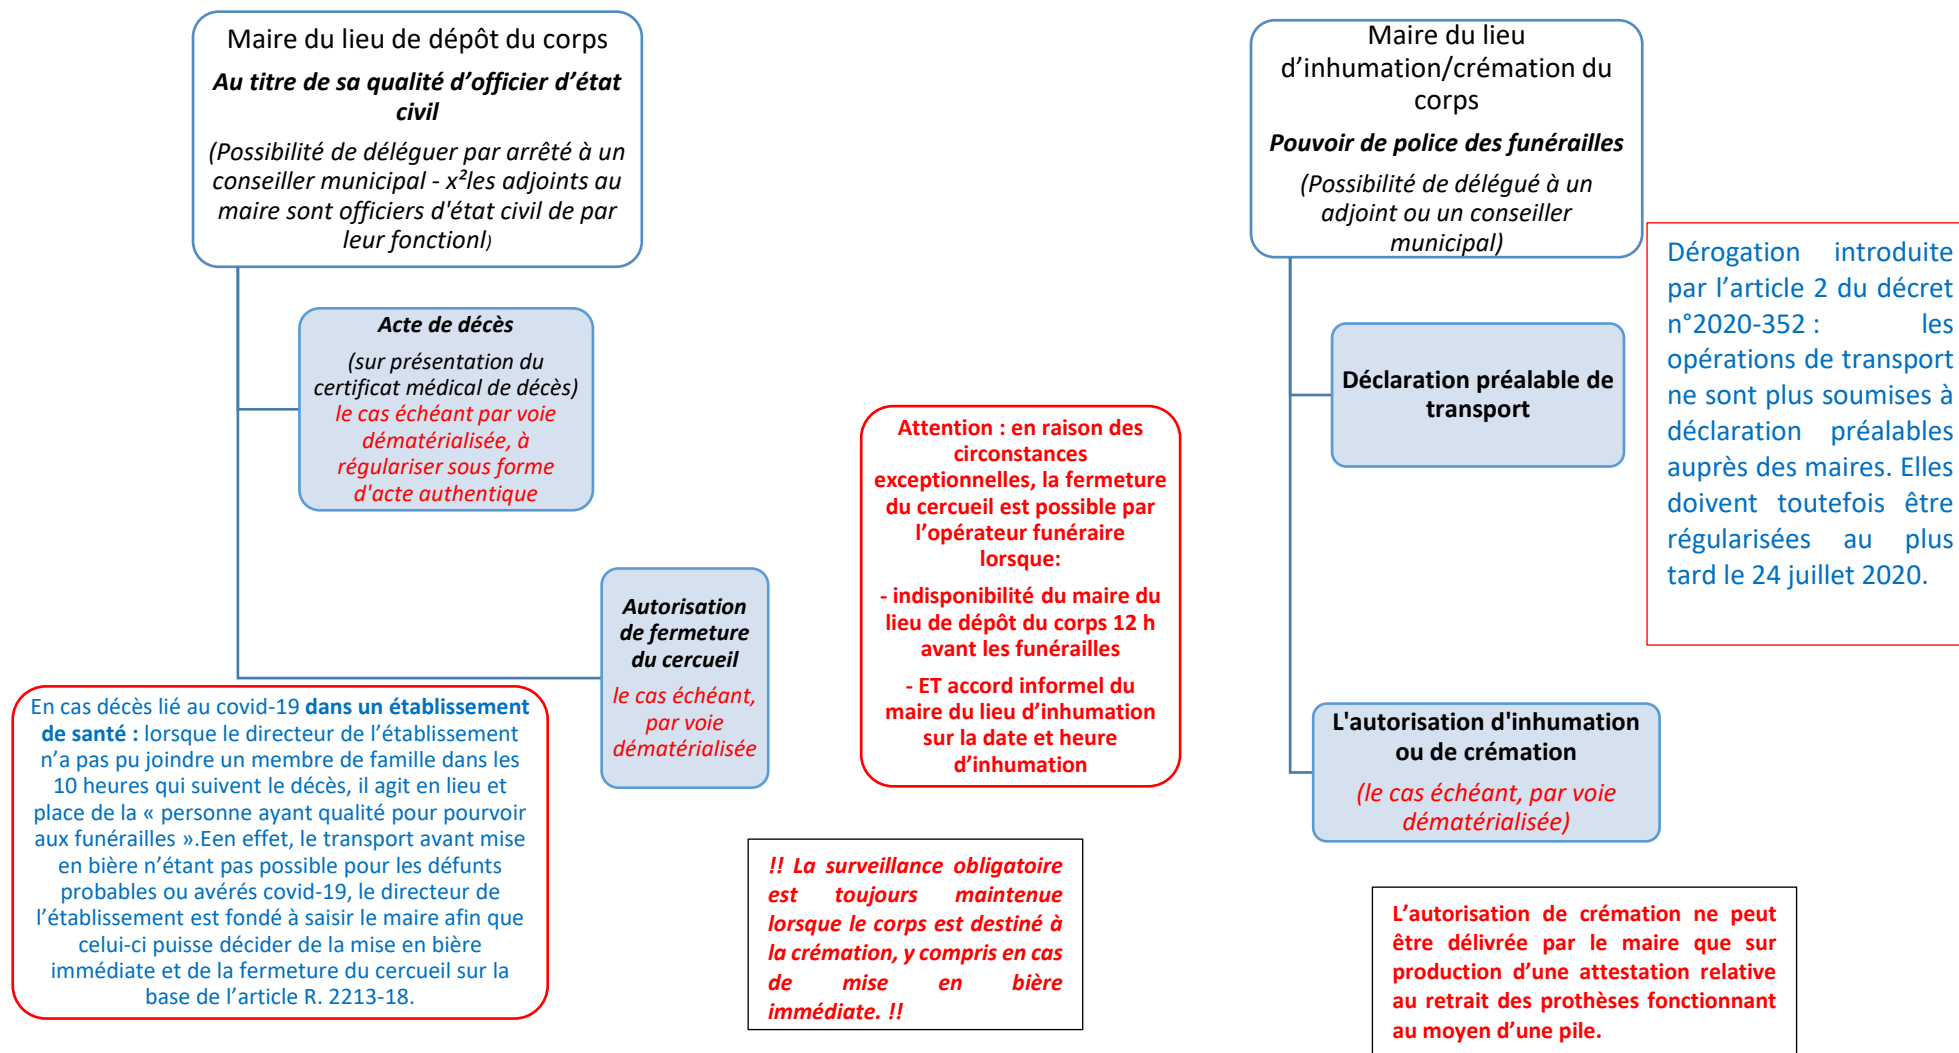 Maire du lieu de dépôt du corps
Au titre de sa qualité d’officier d’état
civil
(Possibilité de déléguer par arrêté à un
conseiller municipal - x²les adjoints au
maire sont officiers d'état civil de par
leur fonctionl)
Acte de décès
(sur présentation du
certificat médical de décès)
le cas échéant par voie
dématérialisée, à
régulariser sous forme
d'acte authentique
Autorisation
de fermeture
du cercueil
le cas échéant,
par voie
dématérialisée
En cas décès lié au covid-19 dans un établissement
de santé : lorsque le directeur de l’établissement
n’a pas pu joindre un membre de famille dans les
10 heures qui suivent le décès, il agit en lieu et
place de la « personne ayant qualité pour pourvoir
aux funérailles ».Een effet, le transport avant mise
en bière n’étant pas possible pour les défunts
probables ou avérés covid-19, le directeur de
l’établissement est fondé à saisir le maire afin que
celui-ci puisse décider de la mise en bière
immédiate et de la fermeture du cercueil sur la
base de l’article R. 2213-18.
Attention : en raison des
circonstances
exceptionnelles, la fermeture
du cercueil est possible par
l’opérateur funéraire
lorsque:
- indisponibilité du maire du
lieu de dépôt du corps 12 h
avant les funérailles
- ET accord informel du
maire du lieu d’inhumation
sur la date et heure
d’inhumation
!! La surveillance obligatoire
est toujours maintenue
lorsque le corps est destiné à
la crémation, y compris en cas
de mise en bière
immédiate. !!
Maire du lieu
d’inhumation/crémation du
corps
Pouvoir de police des funérailles
(Possibilité de délégué à un
adjoint ou un conseiller
municipal)
Déclaration préalable de
transport
Dérogation introduite
par l’article 2 du décret
n°2020-352 : les
opérations de transport
ne sont plus soumises à
déclaration préalables
auprès des maires. Elles
doivent toutefois être
régularisées au plus
tard le 24 juillet 2020.
L'autorisation d'inhumation
ou de crémation
(le cas échéant, par voie
dématérialisée)
L’autorisation de crémation ne peut
être délivrée par le maire que sur
production d’une attestation relative
au retrait des prothèses fonctionnant
au moyen d’une pile.